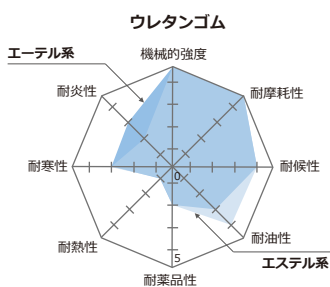 ウレタンゴム
エーテル系
機械的強度
耐炎性
耐摩耗性
耐寒性
0
耐候性
耐熱性
耐油性
5
エステル系
耐薬品性